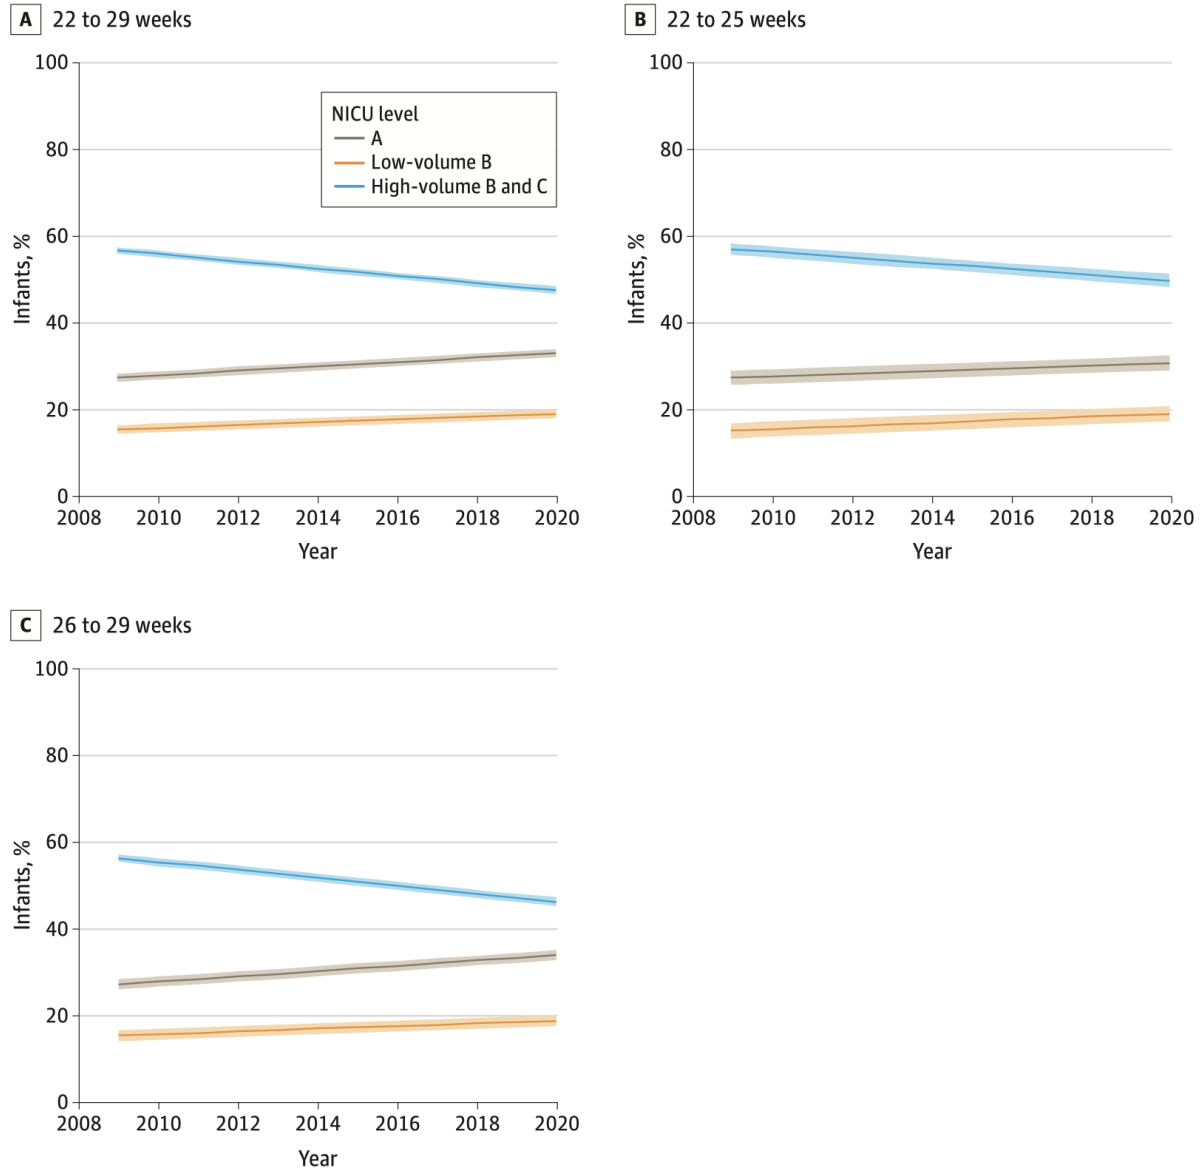 A 22 to 29 weeks
100
80
60
40
20
0
Infants, %
NICU level
A
Low-volume B
High-volume B and C
2008 2010 2012 2014 2016 2018 2020
Year
B 22 to 25 weeks
100
80
60
40
20
0
Infants, %
2008 2010 2012 2014 2016 2018 2020
Year
C 26 to 29 weeks
100
80
60
40
20
0
Infants, %
2008 2010 2012 2014 2016 2018 2020
Year